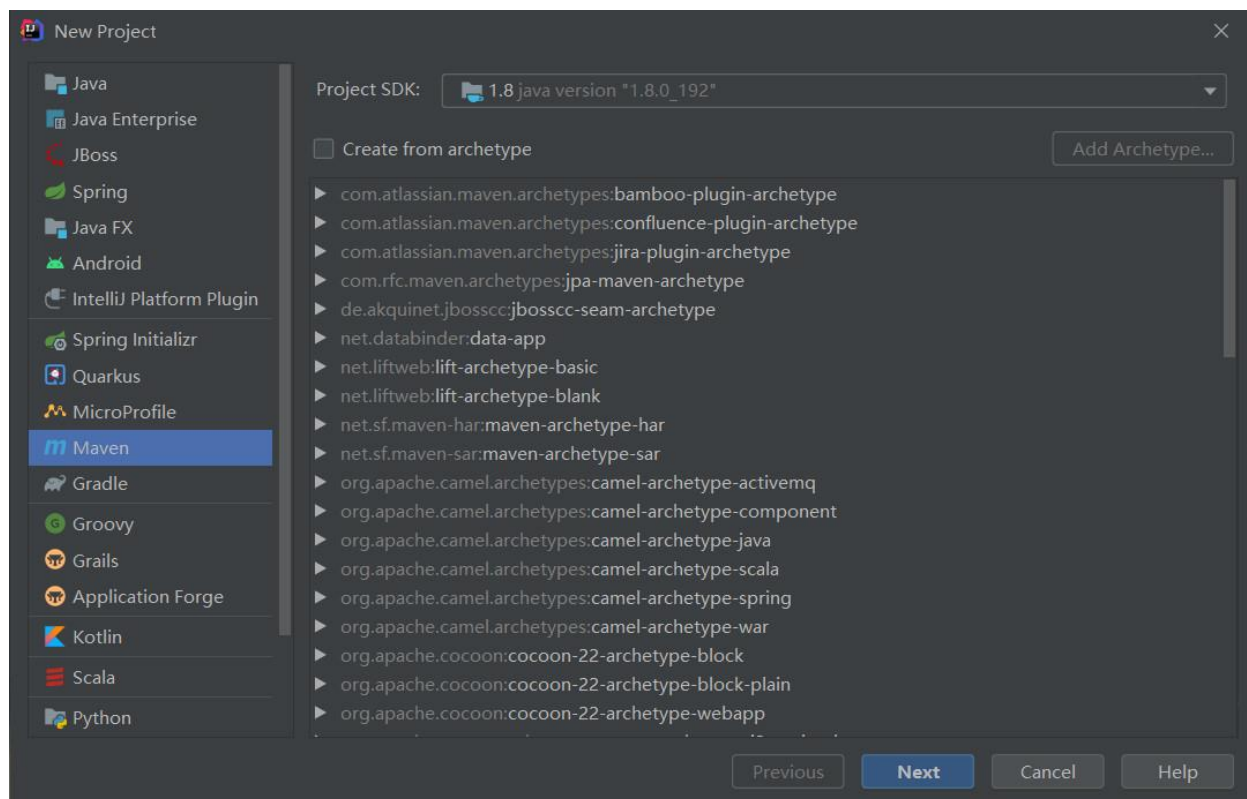 New Project
Java
Java Enterprise
JBoss
Spring
Java FX
Android
IntelliJ Platform Plugin
Spring Initializr
Quarkus
MicroProfile
Maven
Gradle
Groovy
Grails
Application Forge
Kotlin
Scala
Python
Project SDK: 1.8 java version "1.8.0_192"
Create from archetype Add Archetype...
com.atlassian.maven.archetypes:bamboo-plugin-archetype
com.atlassian.maven.archetypes:confluence-plugin-archetype
com.atlassian.maven.archetypes:jira-plugin-archetype
com.rfc.maven.archetypes:jpa-maven-archetype
de.akquinet.jbosscc:jbosscc-seam-archetype
net.databinder:data-app
net.liftweb:lift-archetype-basic
net.liftweb:lift-archetype-blank
net.sf.maven-har:maven-archetype-har
net.sf.maven-sar:maven-archetype-sar
org.apache.camel.archetypes:camel-archetype-activemq
org.apache.camel.archetypes:camel-archetype-component
org.apache.camel.archetypes:camel-archetype-java
org.apache.camel.archetypes:camel-archetype-scala
org.apache.camel.archetypes:camel-archetype-spring
org.apache.camel.archetypes:camel-archetype-war
org.apache.cocoon:cocoon-22-archetype-block
org.apache.cocoon:cocoon-22-archetype-block-plain
org.apache.cocoon:cocoon-22-archetype-webapp
Previous Next Cancel Help